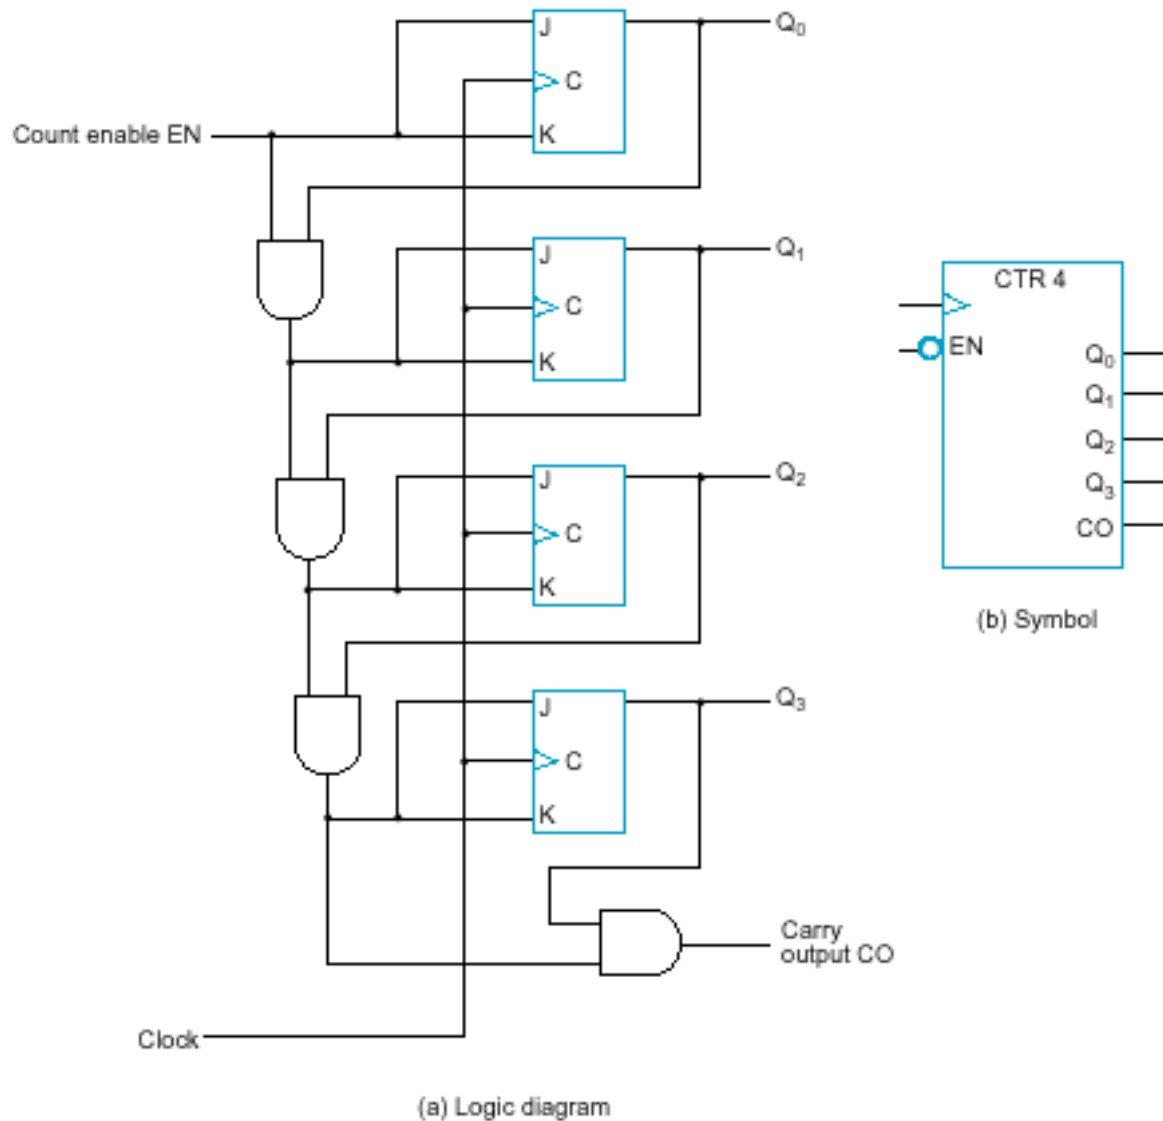 J
Q₀
C
Count enable EN
K
J
Q₁
C
K
J
Q₂
C
K
J
Q₃
C
K
Carry
output CO
Clock
(a) Logic diagram
CTR 4
EN
Q₀
Q₁
Q₂
Q₃
CO
(b) Symbol